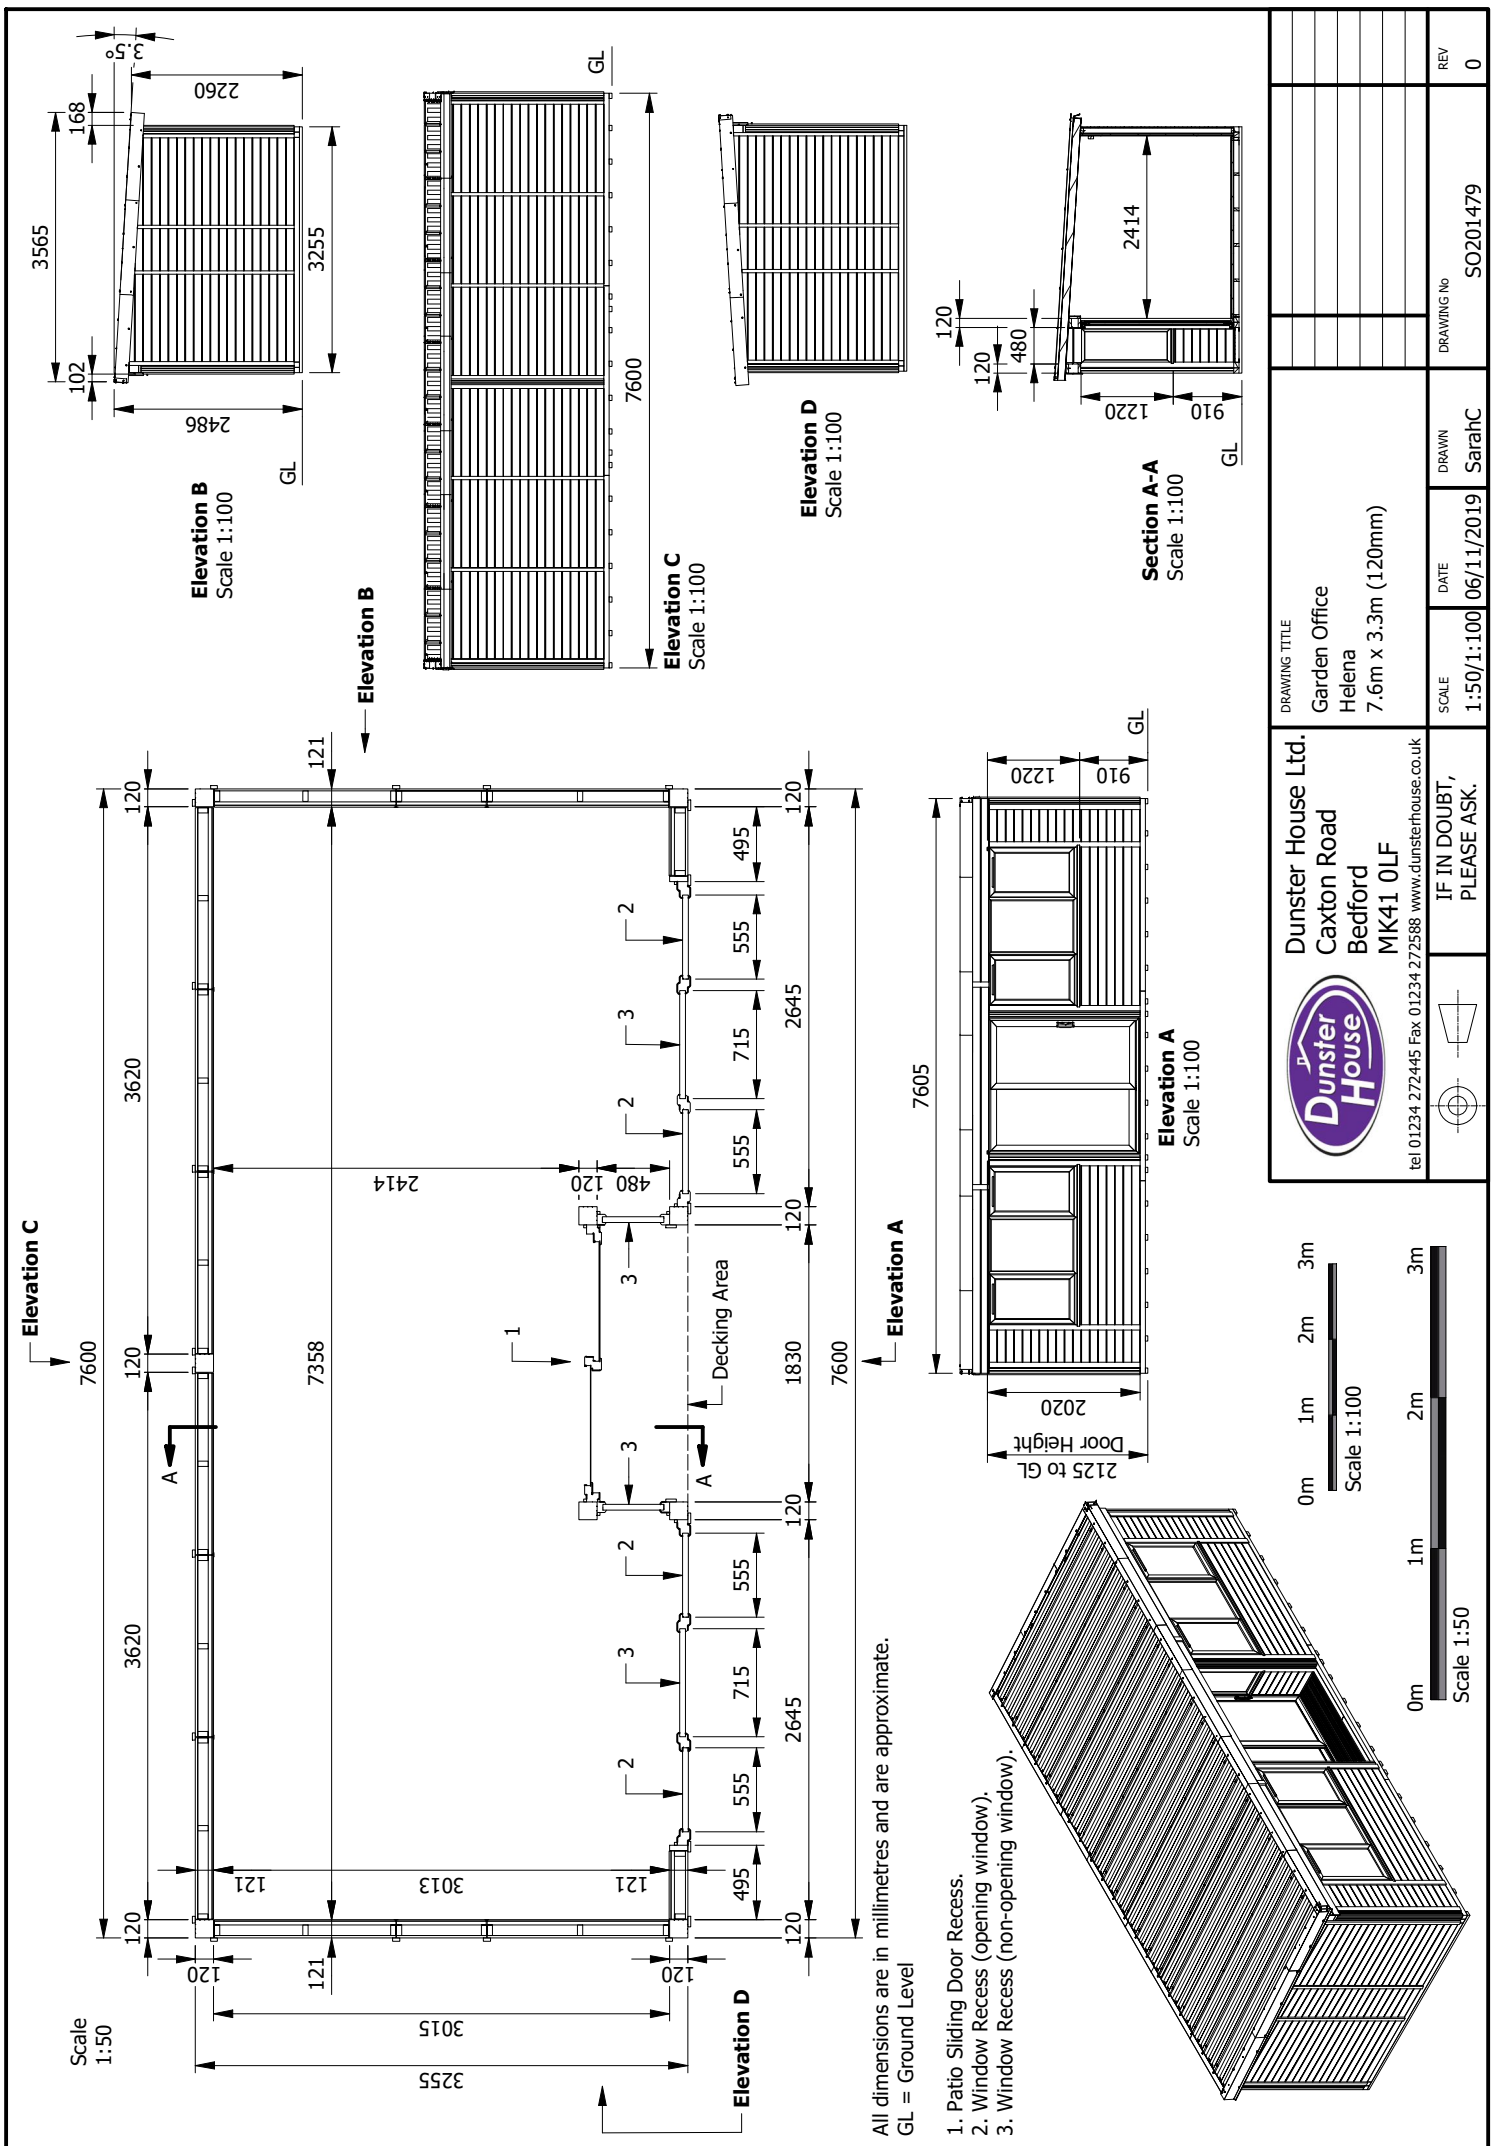 Scale
1:50
Elevation C
7600
120
3620
120
3620
120
A
7358
121
121
120
3015
3255
120
121
3013
121
2414
120
480
1
3
3
A
Decking Area
2
3
2
2
3
2
495
555
715
555
555
715
555
495
120
2645
120
1830
120
2645
120
7600
Elevation A
Elevation B
Elevation D
All dimensions are in millimetres and are approximate.
GL = Ground Level
1. Patio Sliding Door Recess.
2. Window Recess (opening window).
3. Window Recess (non-opening window).
3565
102
168
3.5°
2486
2260
3255
GL
Elevation B
Scale 1:100
7600
GL
Elevation C
Scale 1:100
Elevation D
Scale 1:100
120
480
120
2414
1220
910
GL
Section A-A
Scale 1:100
7605
2125 to GL
Door Height
2020
1220
910
GL
Elevation A
Scale 1:100
0m
1m
2m
3m
Scale 1:100
0m
1m
2m
3m
Scale 1:50
Dunster
House
Dunster House Ltd.
Caxton Road
Bedford
MK41 0LF
tel 01234 272445 Fax 01234 272588 www.dunsterhouse.co.uk
IF IN DOUBT,
PLEASE ASK.
DRAWING TITLE
Garden Office
Helena
7.6m x 3.3m (120mm)
SCALE
1:50/1:100
DATE
06/11/2019
DRAWN
SarahC
DRAWING No
SO201479
REV
0